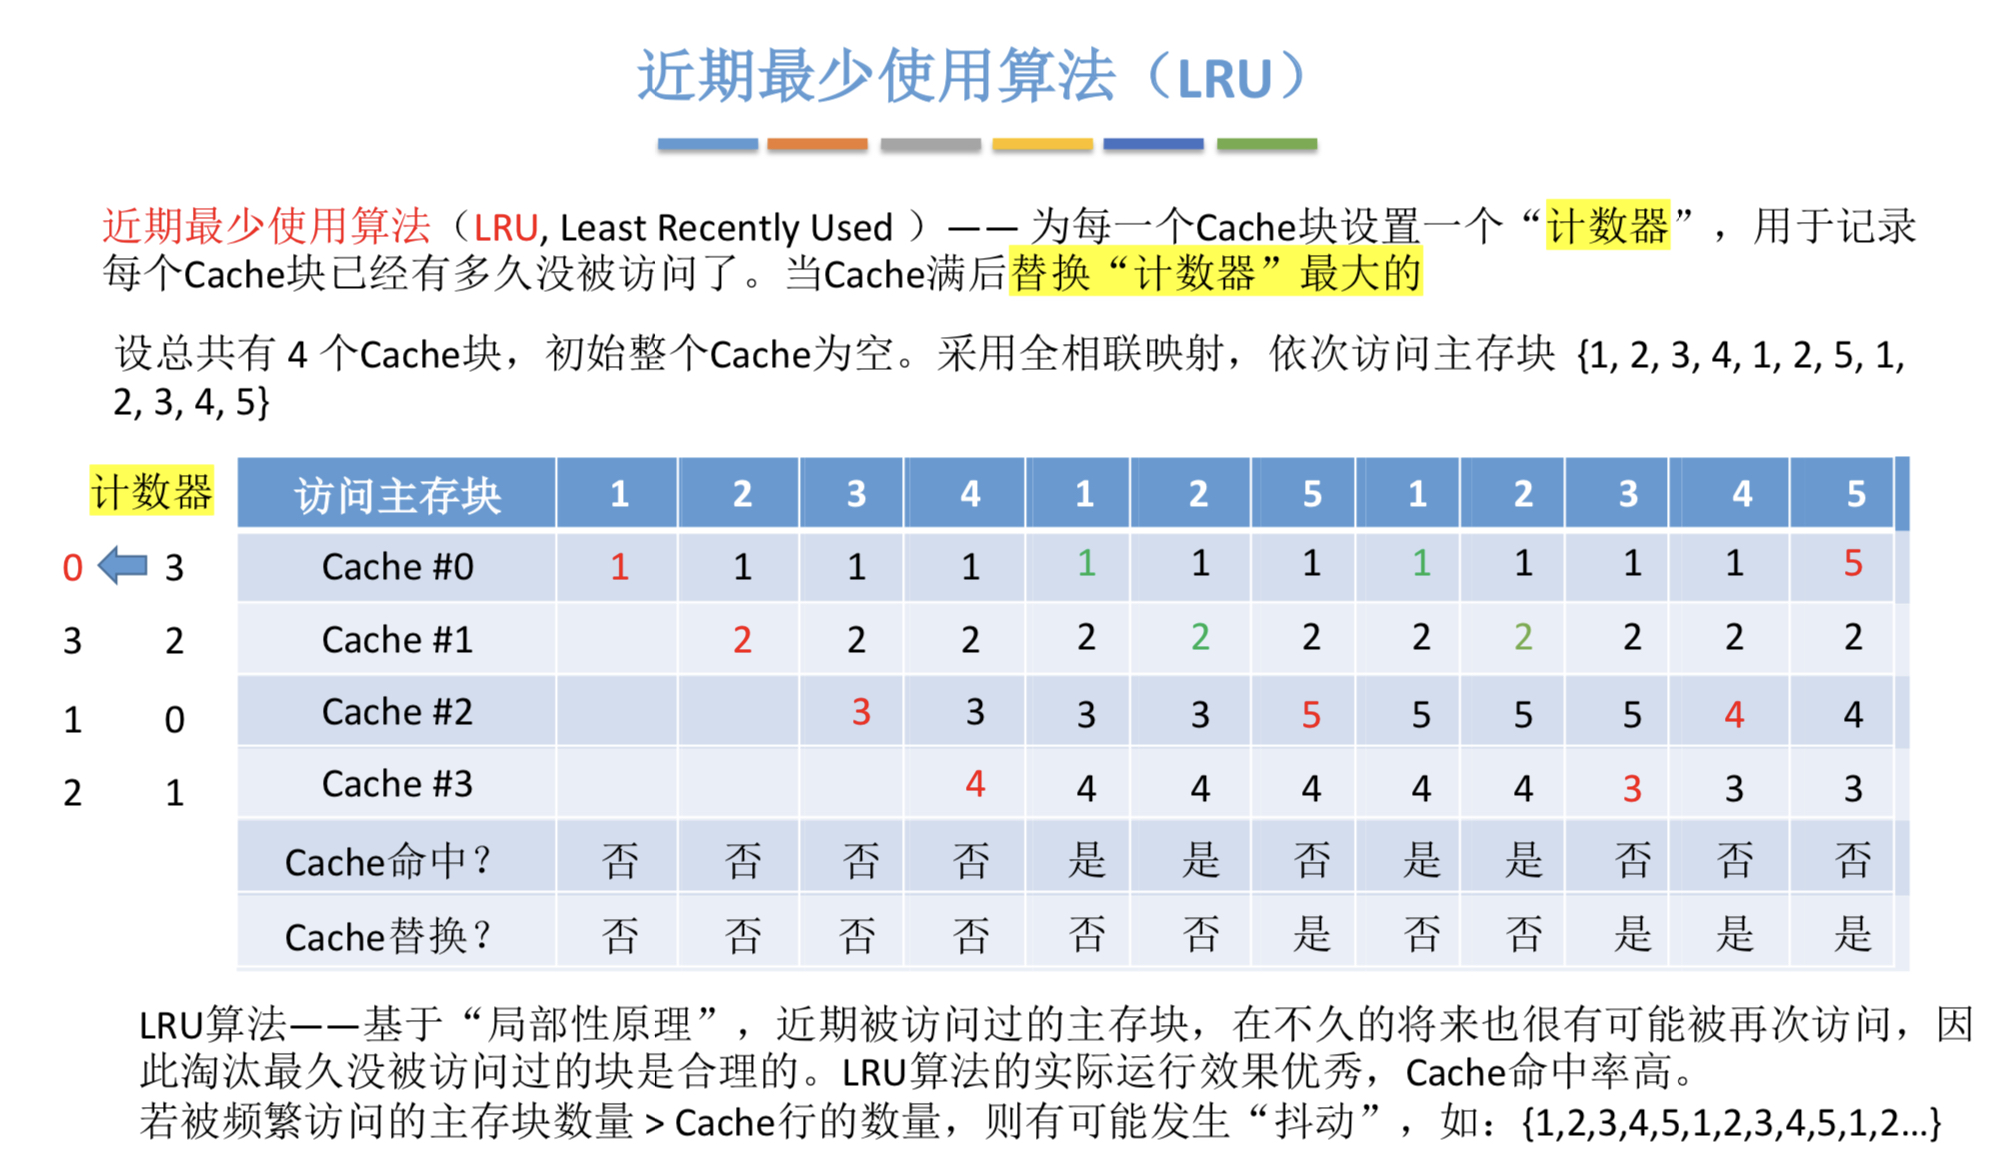 近期最少使用算法（LRU）
近期最少使用算法（LRU, Least Recently Used ）—— 为每一个Cache块设置一个“计数器”，用于记录
每个Cache块已经有多久没被访问了。当Cache满后替换“计数器”最大的
设总共有 4 个Cache块，初始整个Cache为空。采用全相联映射，依次访问主存块 {1, 2, 3, 4, 1, 2, 5, 1,
2, 3, 4, 5}
计数器 访问主存块 1 2 3 4 1 2 5 1 2 3 4 5
0 3 Cache #0 1 1 1 1 1 1 1 1 1 1 1 5
3 2 Cache #1 2 2 2 2 2 2 2 2 2 2 2
1 0 Cache #2 3 3 3 3 5 5 5 5 4 4
2 1 Cache #3 4 4 4 4 4 4 3 3 3
Cache命中？ 否 否 否 否 是 是 否 是 是 否 否 否
Cache替换？ 否 否 否 否 否 否 是 否 否 是 是 是
LRU算法——基于“局部性原理”，近期被访问过的主存块，在不久的将来也很有可能被再次访问，因
此淘汰最久没被访问过的块是合理的。LRU算法的实际运行效果优秀，Cache命中率高。
若被频繁访问的主存块数量 > Cache行的数量，则有可能发生“抖动”，如：{1,2,3,4,5,1,2,3,4,5,1,2...}